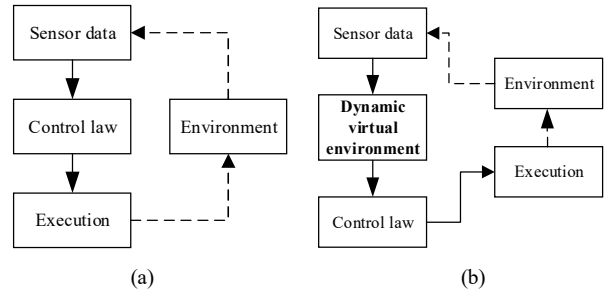 Sensor data
Control law
Execution
Environment
(a)
Sensor data
Dynamic
virtual
environment
Control law
Execution
Environment
(b)